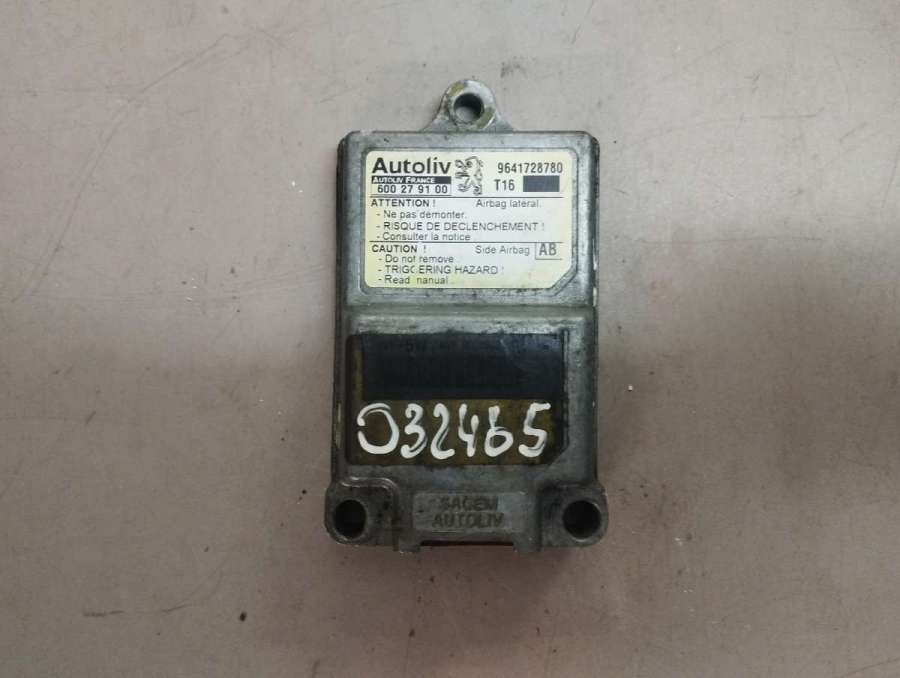 Autoliv 9641728780
AUTOLIV FRANCE
600 27 91 00 T16
ATTENTION ! Airbag latéral.
- Ne pas démonter.
- RISQUE DE DECLENCHEMENT !
- Consulter la notice
CAUTION ! Side Airbag AB
- Do not remove.
- TRIGGERING HAZARD !
- Read manual.
032465
SAGEM
AUTOLIV